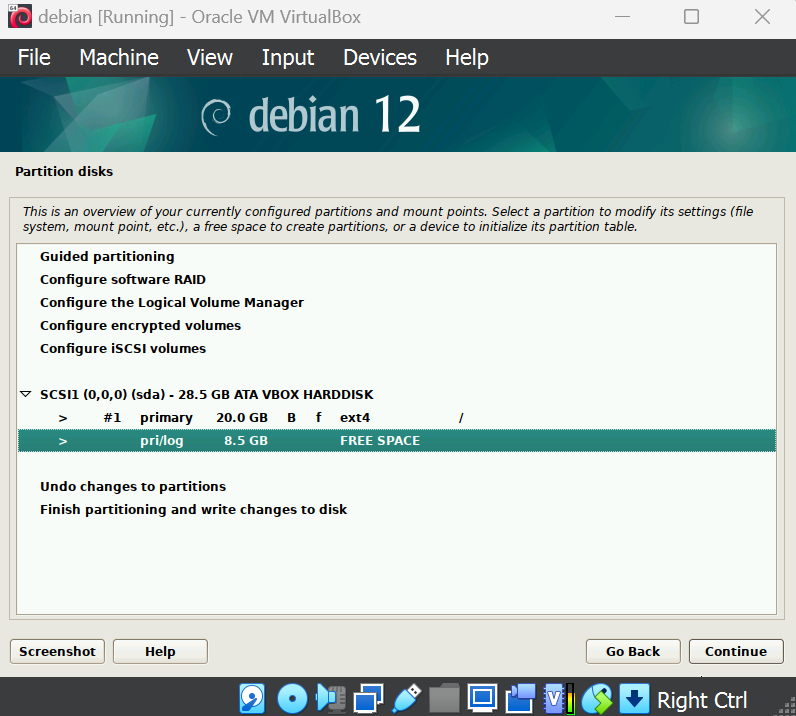 debian [Running] - Oracle VM VirtualBox
File Machine View Input Devices Help
debian 12
Partition disks
This is an overview of your currently configured partitions and mount points. Select a partition to modify its settings (file
system, mount point, etc.), a free space to create partitions, or a device to initialize its partition table.
Guided partitioning
Configure software RAID
Configure the Logical Volume Manager
Configure encrypted volumes
Configure iSCSI volumes
SCSI1 (0,0,0) (sda) - 28.5 GB ATA VBOX HARDDISK
> #1 primary 20.0 GB B f ext4 /
> pri/log 8.5 GB FREE SPACE
Undo changes to partitions
Finish partitioning and write changes to disk
Screenshot Help Go Back Continue
V Right Ctrl